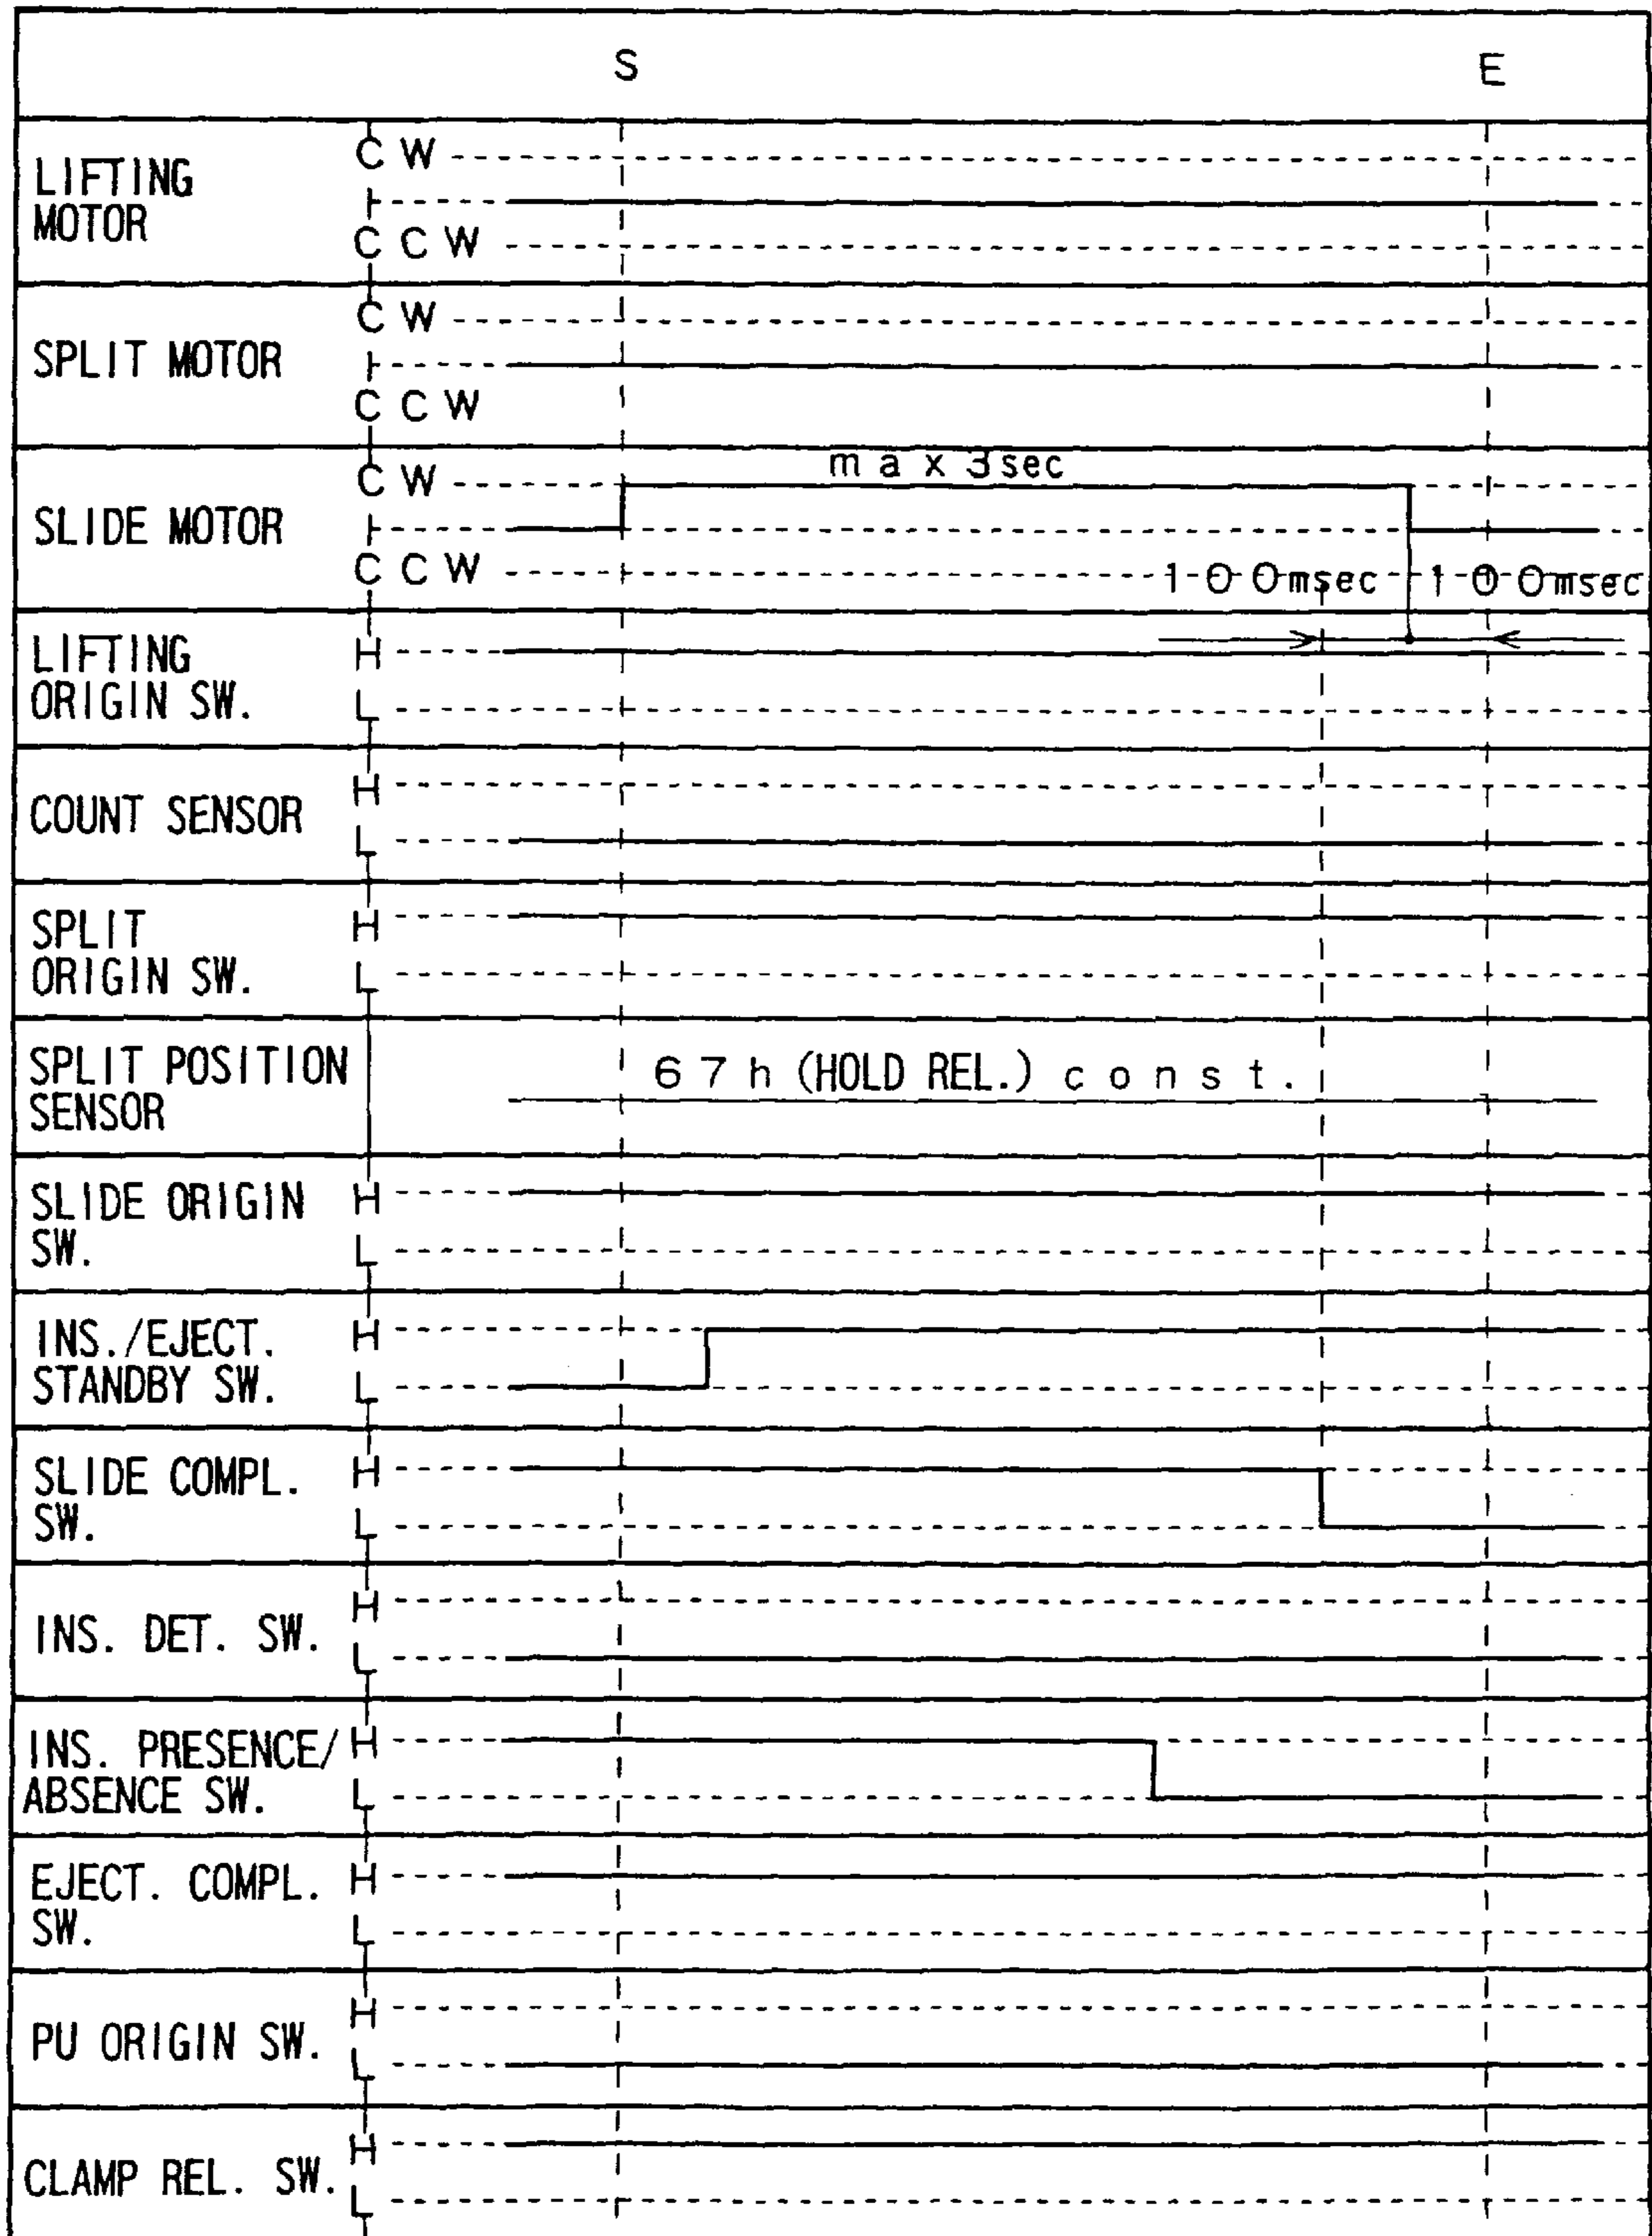 S E
LIFTING
MOTOR
CW
CCW
SPLIT MOTOR
CW
CCW
SLIDE MOTOR
CW
CCW
max 3sec
100msec 100msec
LIFTING
ORIGIN SW.
H
L
COUNT SENSOR
H
L
SPLIT
ORIGIN SW.
H
L
SPLIT POSITION
SENSOR
67h (HOLD REL.) const.
SLIDE ORIGIN
SW.
H
L
INS./EJECT.
STANDBY SW.
H
L
SLIDE COMPL.
SW.
H
L
INS. DET. SW.
H
L
INS. PRESENCE/
ABSENCE SW.
H
L
EJECT. COMPL.
SW.
H
L
PU ORIGIN SW.
H
L
CLAMP REL. SW.
H
L